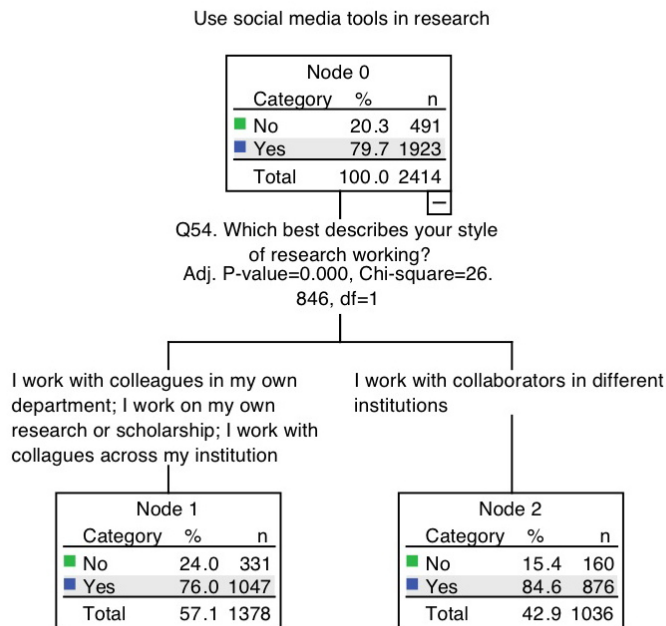 Use social media tools in research
Node 0
Category % n
No 20.3 491
Yes 79.7 1923
Total 100.0 2414
Q54. Which best describes your style
of research working?
Adj. P-value=0.000, Chi-square=26.
846, df=1
I work with colleagues in my own
department; I work on my own
research or scholarship; I work with
collagues across my institution
I work with collaborators in different
institutions
Node 1
Category % n
No 24.0 331
Yes 76.0 1047
Total 57.1 1378
Node 2
Category % n
No 15.4 160
Yes 84.6 876
Total 42.9 1036